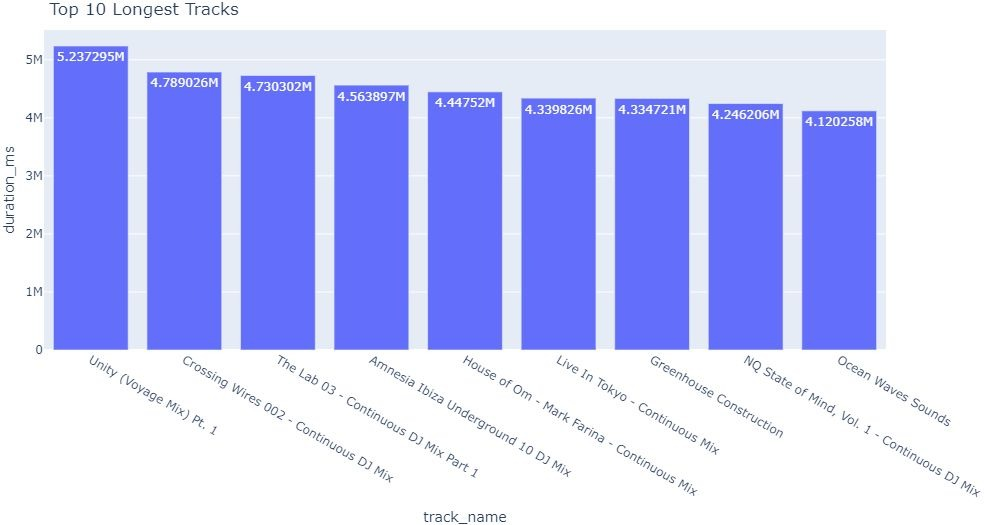 Top 10 Longest Tracks
duration_ms
5M
4M
3M
2M
1M
0
5.237295M
4.789026M
4.730302M
4.563897M
4.44752M
4.339826M
4.334721M
4.246206M
4.120258M
Unity (Voyage Mix) Pt. 1
Crossing Wires 002 - Continuous DJ Mix
The Lab 03 - Continuous DJ Mix Part 1
Amnesia Ibiza Underground 10 DJ Mix
House of Om - Mark Farina - Continuous Mix
Live In Tokyo - Continuous Mix
Greenhouse Construction
NQ State of Mind, Vol. 1 - Continuous DJ Mix
Ocean Waves Sounds
track_name